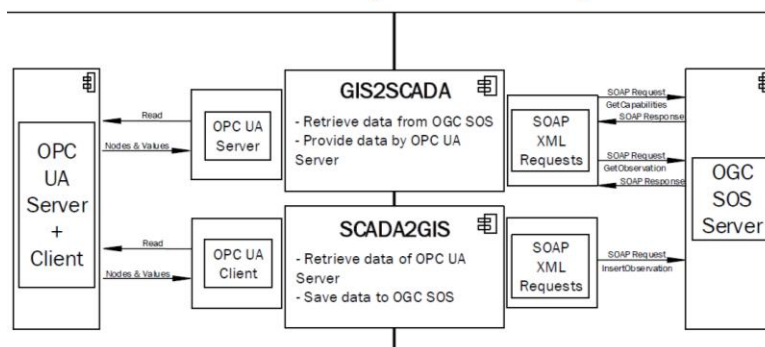 OPC
UA
Server
+
Client
Read
Nodes & Values
OPC UA
Server
GIS2SCADA
- Retrieve data from OGC SOS
- Provide data by OPC UA
Server
SOAP
XML
Requests
SOAP Request
GetCapabilities
SOAP Response
SOAP Request
GetObservation
SOAP Response
OGC
SOS
Server
Read
Nodes & Values
OPC UA
Client
SCADA2GIS
- Retrieve data of OPC UA
Server
- Save data to OGC SOS
SOAP
XML
Requests
SOAP Request
InsertObservation